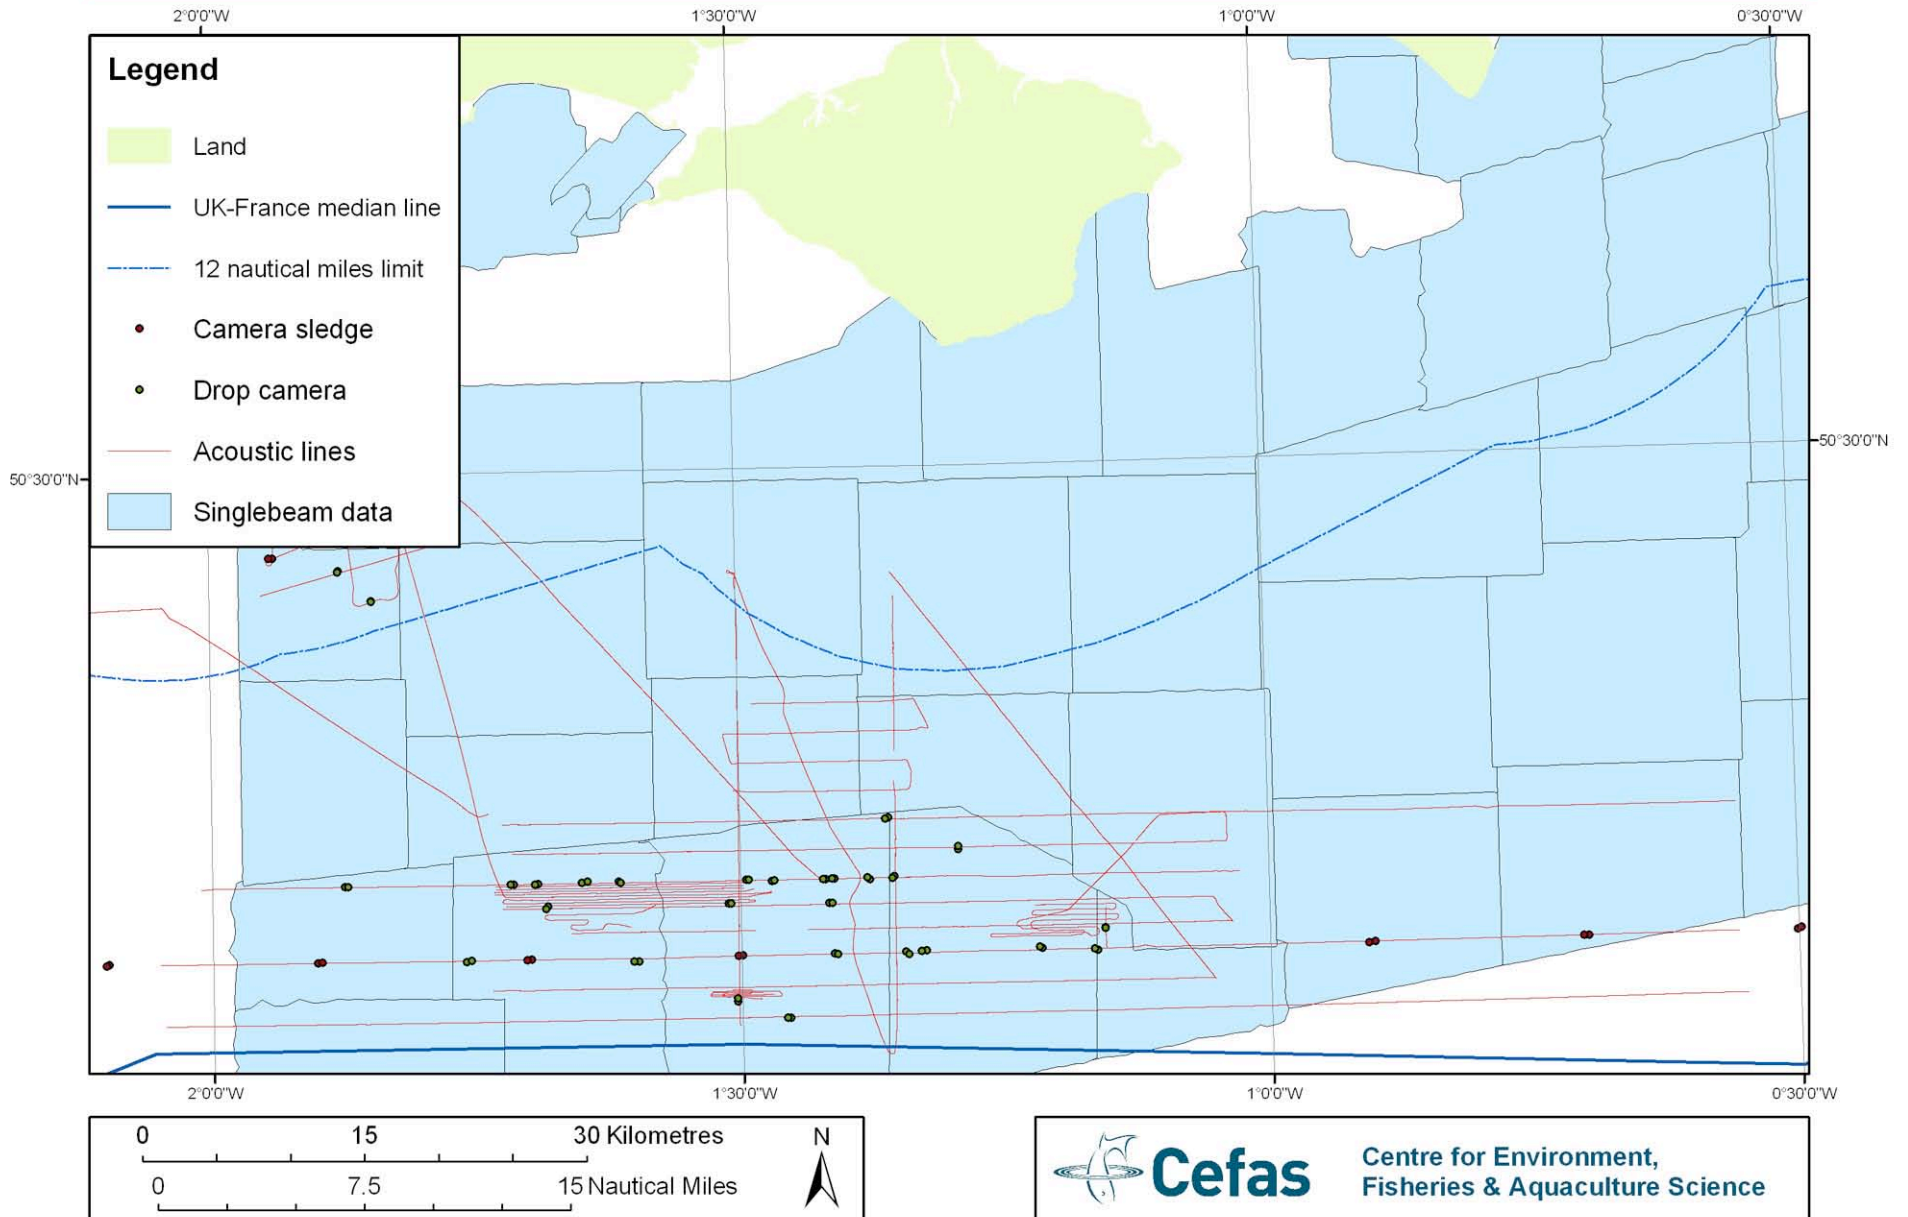 2°0'0"W 1°30'0"W 1°0'0"W 0°30'0"W
Legend
Land
UK-France median line
12 nautical miles limit
Camera sledge
Drop camera
Acoustic lines
Singlebeam data
50°30'0"N
50°30'0"N
2°0'0"W 1°30'0"W 1°0'0"W 0°30'0"W
0 15 30 Kilometres
0 7.5 15 Nautical Miles
N
Cefas
Centre for Environment,
Fisheries & Aquaculture Science